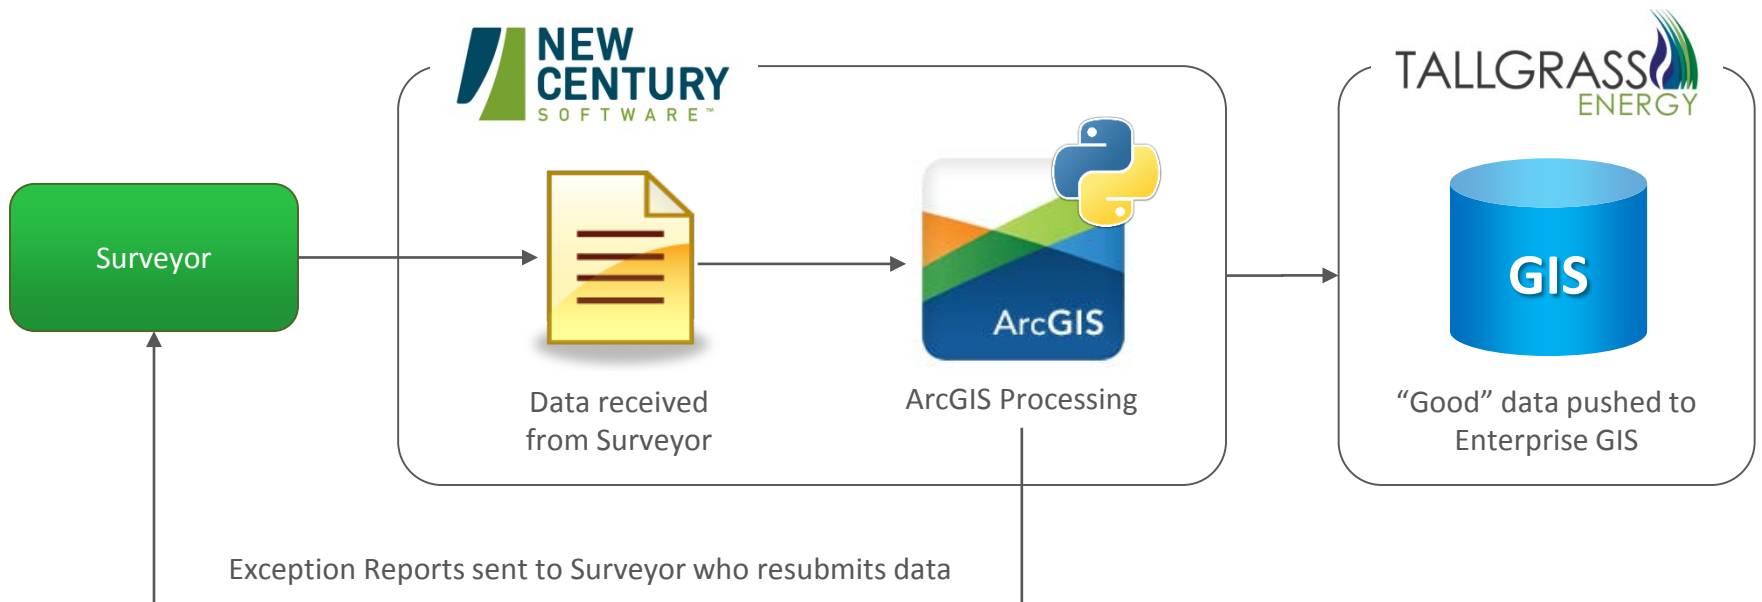 NEW
CENTURY
SOFTWARE™
TALLGRASS
ENERGY
Surveyor
ArcGIS
GIS
Data received
from Surveyor
ArcGIS Processing
“Good” data pushed to
Enterprise GIS
Exception Reports sent to Surveyor who resubmits data